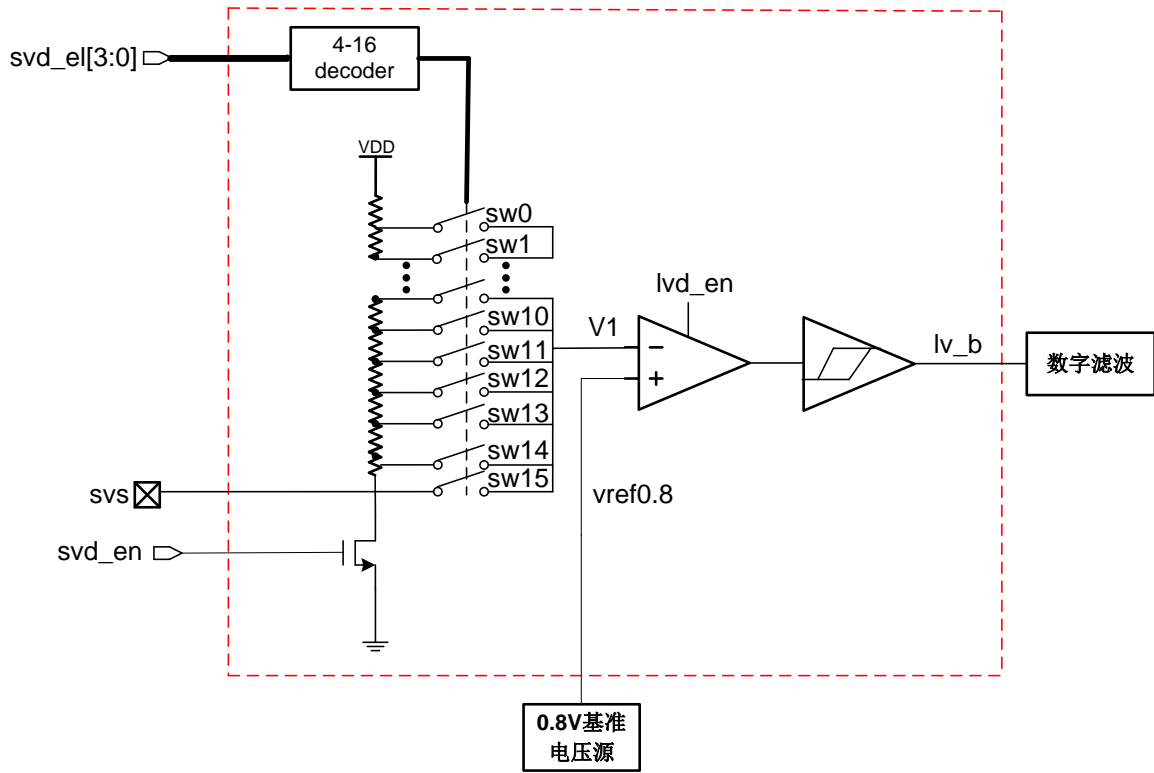 svd_el[3:0]
4-16
decoder
VDD
sw0
sw1
sw10
sw11
sw12
sw13
sw14
sw15
lvd_en
V1
−
+
lv_b
数字滤波
svs
vref0.8
svd_en
0.8V基准
电压源